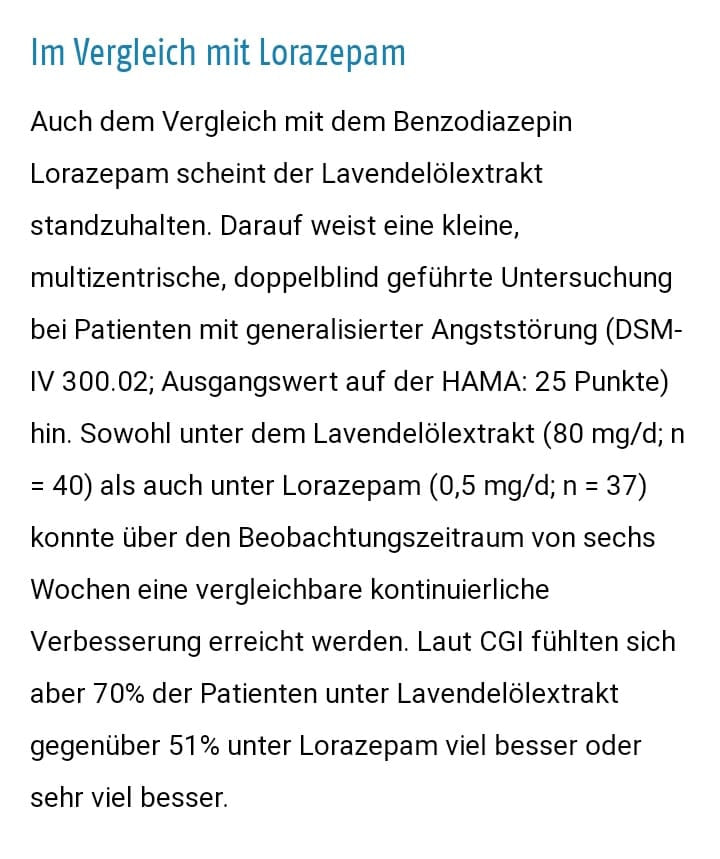 Im Vergleich mit Lorazepam
Auch dem Vergleich mit dem Benzodiazepin
Lorazepam scheint der Lavendelölextrakt
standzuhalten. Darauf weist eine kleine,
multizentrische, doppelblind geführte Untersuchung
bei Patienten mit generalisierter Angststörung (DSM-
IV 300.02; Ausgangswert auf der HAMA: 25 Punkte)
hin. Sowohl unter dem Lavendelölextrakt (80 mg/d; n
= 40) als auch unter Lorazepam (0,5 mg/d; n = 37)
konnte über den Beobachtungszeitraum von sechs
Wochen eine vergleichbare kontinuierliche
Verbesserung erreicht werden. Laut CGI fühlten sich
aber 70% der Patienten unter Lavendelölextrakt
gegenüber 51% unter Lorazepam viel besser oder
sehr viel besser.